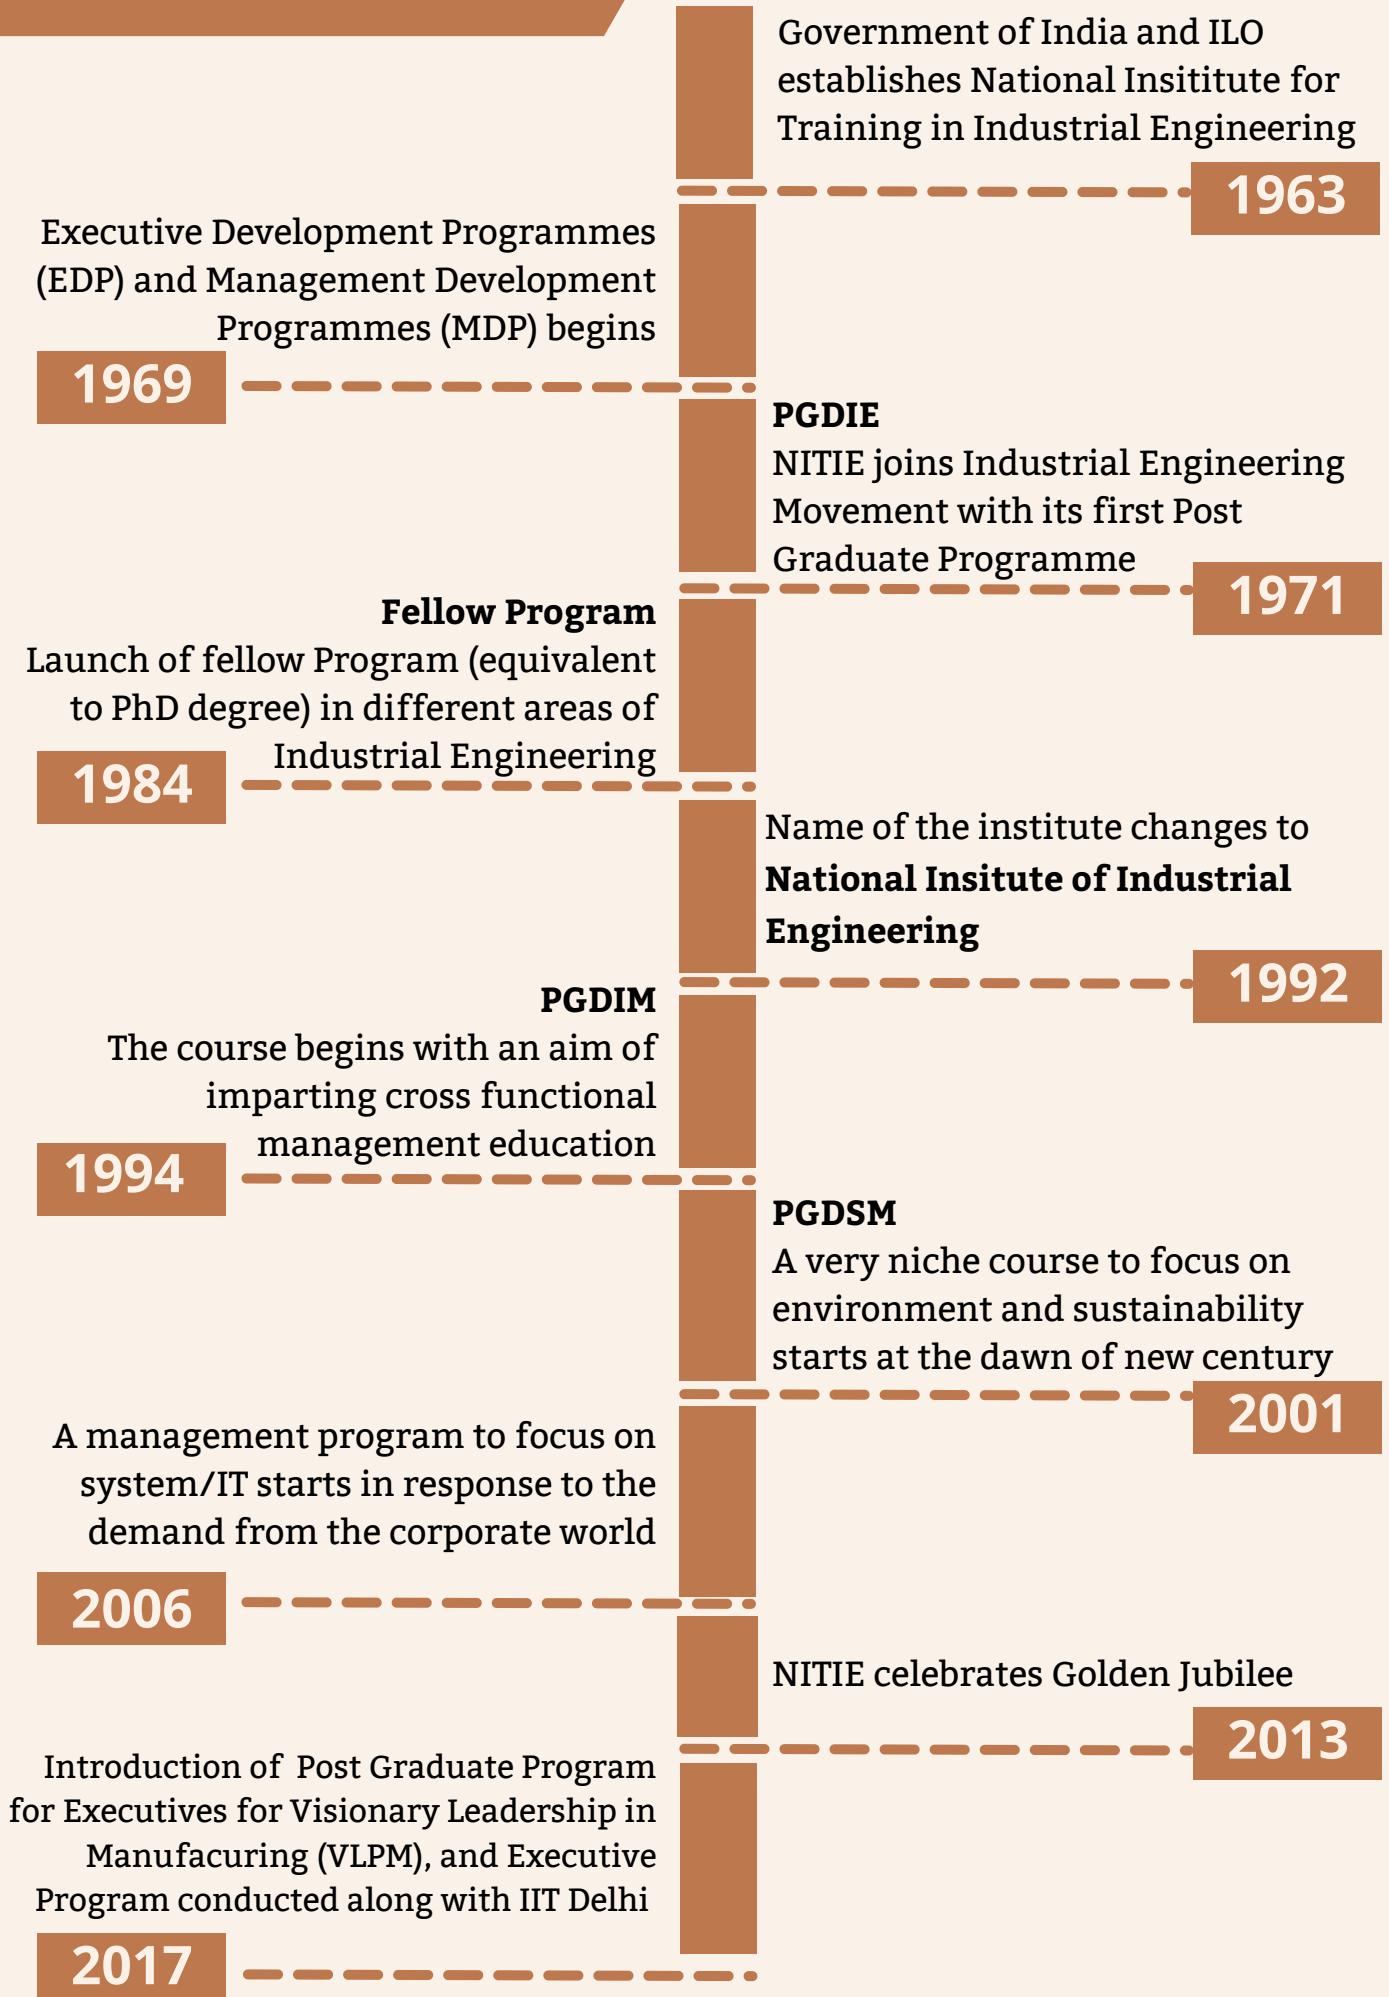 Government of India and ILO
establishes National Insititute for
Training in Industrial Engineering
1963
Executive Development Programmes
(EDP) and Management Development
Programmes (MDP) begins
1969
PGDIE
NITIE joins Industrial Engineering
Movement with its first Post
Graduate Programme
1971
Fellow Program
Launch of fellow Program (equivalent
to PhD degree) in different areas of
Industrial Engineering
1984
Name of the institute changes to
National Insitute of Industrial
Engineering
1992
PGDIM
The course begins with an aim of
imparting cross functional
management education
1994
PGDSM
A very niche course to focus on
environment and sustainability
starts at the dawn of new century
2001
A management program to focus on
system/IT starts in response to the
demand from the corporate world
2006
NITIE celebrates Golden Jubilee
2013
Introduction of Post Graduate Program
for Executives for Visionary Leadership in
Manufacuring (VLPM), and Executive
Program conducted along with IIT Delhi
2017